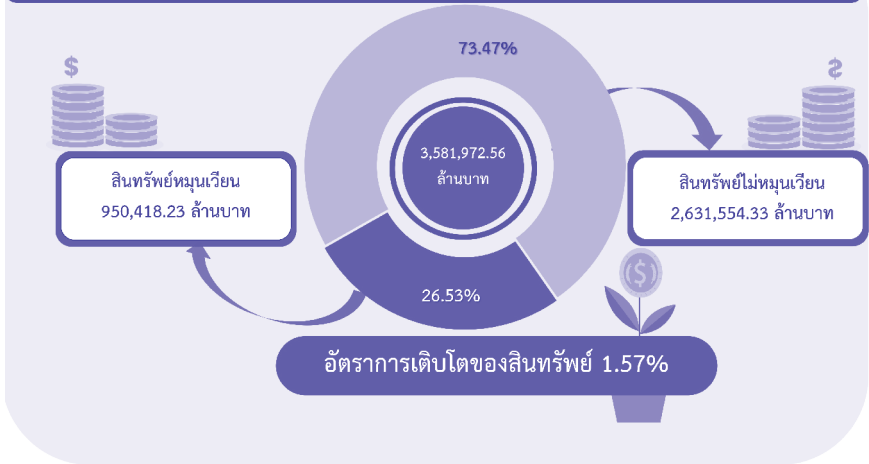 73.47%
$
$
3,581,972.56
ล้านบาท
สินทรัพย์หมุนเวียน
950,418.23 ล้านบาท
สินทรัพย์ไม่หมุนเวียน
2,631,554.33 ล้านบาท
($)
26.53%
อัตราการเติบโตของสินทรัพย์ 1.57%